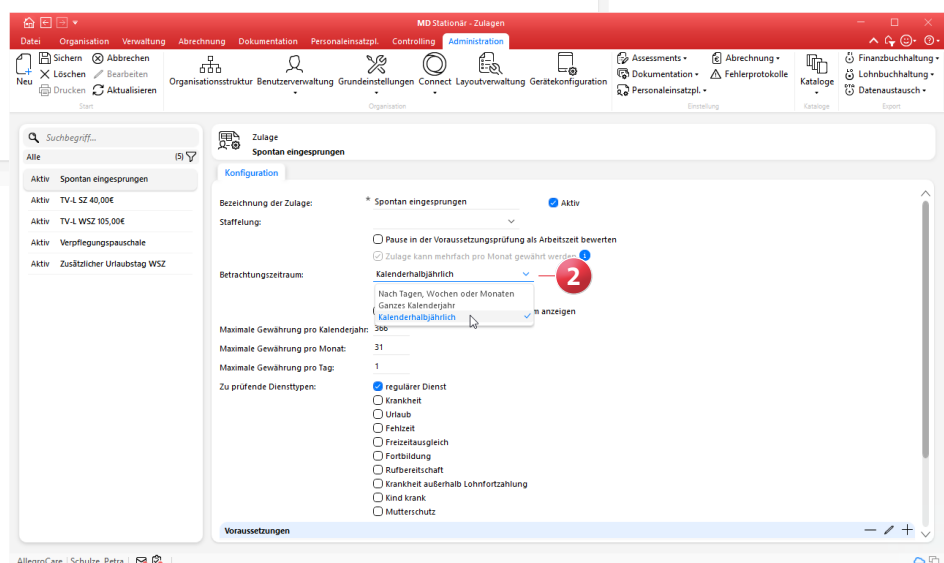 MD Stationär - Zulagen
Datei Organisation Verwaltung Abrechnung Dokumentation Personaleinsatzpl. Controlling Administration
Neu
Sichern Abbrechen
Löschen Bearbeiten
Drucken Aktualisieren
Start
Organisationsstruktur Benutzerverwaltung Grundeinstellungen Connect Layoutverwaltung Gerätekonfiguration
Organisation
Assessments Abrechnung
Dokumentation Fehlerprotokolle
Personaleinsatzpl.
Einstellung
Kataloge
Kataloge
Finanzbuchhaltung
Lohnbuchhaltung
Datenaustausch
Export
Suchbegriff...
Alle (5)
Aktiv Spontan eingesprungen
Aktiv TV-L SZ 40,00€
Aktiv TV-L WSZ 105,00€
Aktiv Verpflegungspauschale
Aktiv Zusätzlicher Urlaubstag WSZ
Zulage
Spontan eingesprungen
Konfiguration
Bezeichnung der Zulage: * Spontan eingesprungen Aktiv
Staffelung:
Pause in der Voraussetzungsprüfung als Arbeitszeit bewerten
Zulage kann mehrfach pro Monat gewährt werden
Betrachtungszeitraum: Kalenderhalbjährlich 2
Nach Tagen, Wochen oder Monaten
Ganzes Kalenderjahr
Kalenderhalbjährlich
anzeigen
Maximale Gewährung pro Kalenderjahr: 366
Maximale Gewährung pro Monat: 31
Maximale Gewährung pro Tag: 1
Zu prüfende Diensttypen: regulärer Dienst
Krankheit
Urlaub
Fehlzeit
Freizeitausgleich
Fortbildung
Rufbereitschaft
Krankheit außerhalb Lohnfortzahlung
Kind krank
Mutterschutz
Voraussetzungen
AllegroCare Schulze, Petra